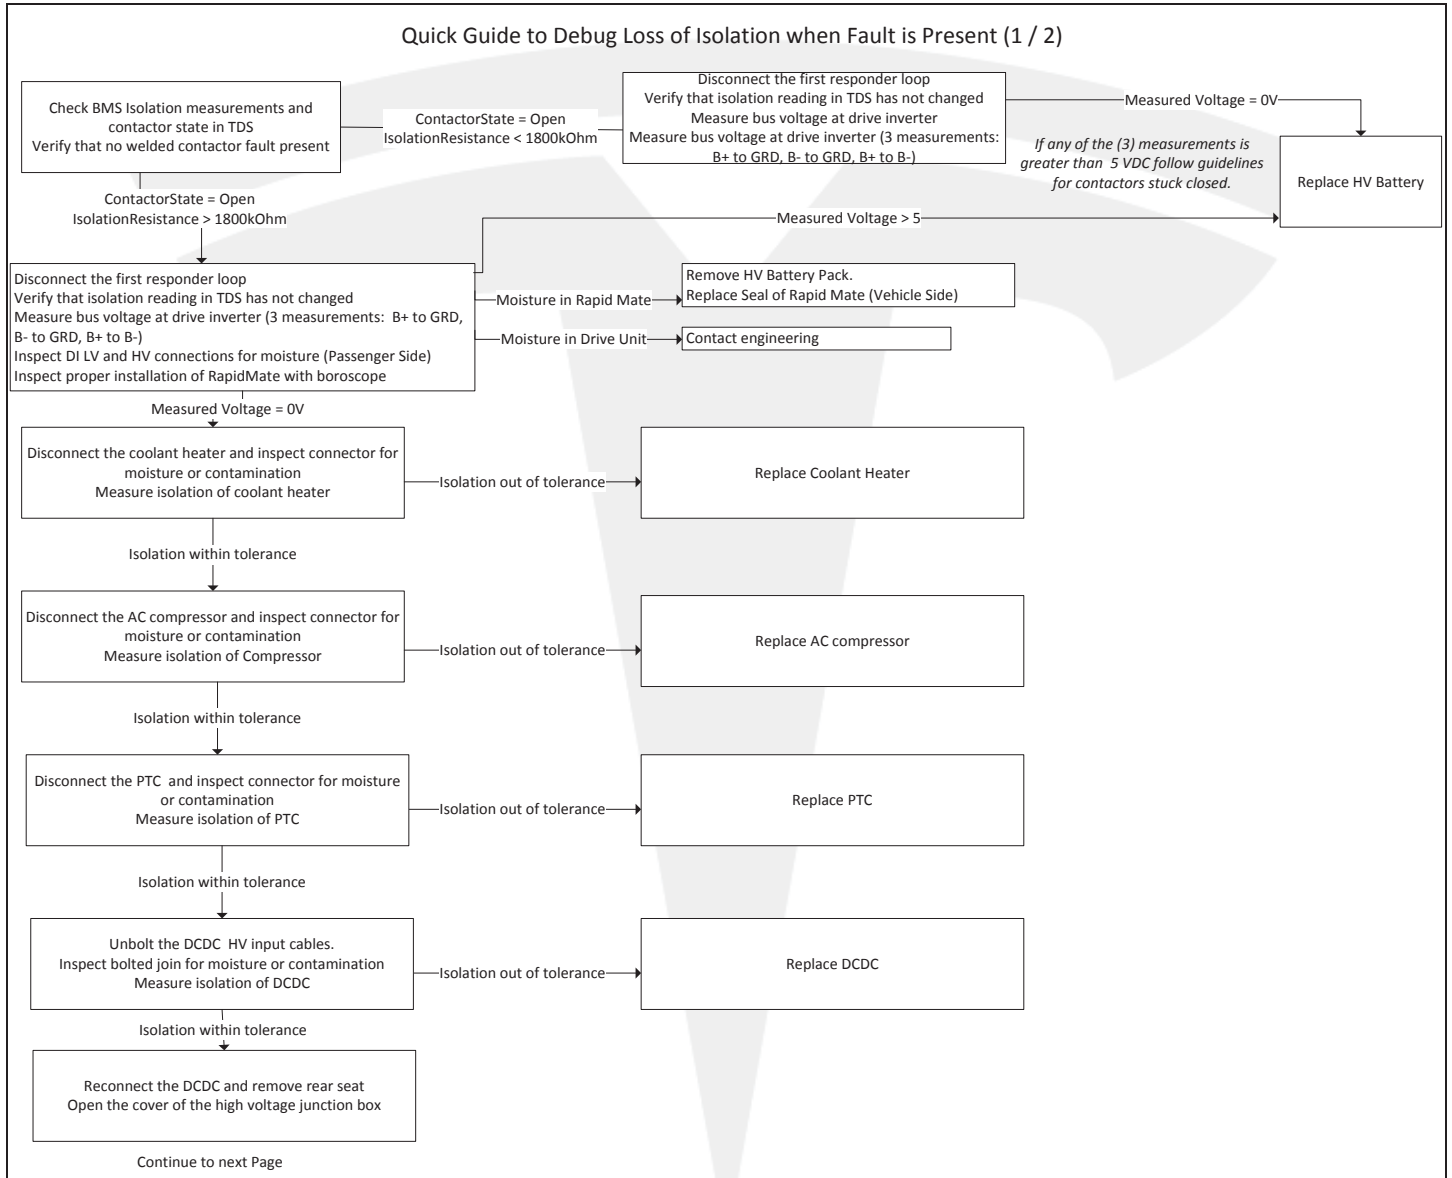 Quick Guide to Debug Loss of Isolation when Fault is Present (1 / 2)
Check BMS Isolation measurements and
contactor state in TDS
Verify that no welded contactor fault present
ContactorState = Open
IsolationResistance < 1800kOhm
Disconnect the first responder loop
Verify that isolation reading in TDS has not changed
Measure bus voltage at drive inverter
Measure bus voltage at drive inverter (3 measurements:
B+ to GRD, B- to GRD, B+ to B-)
Measured Voltage = 0V
If any of the (3) measurements is
greater than 5 VDC follow guidelines
for contactors stuck closed.
Replace HV Battery
ContactorState = Open
IsolationResistance > 1800kOhm
Measured Voltage > 5
Disconnect the first responder loop
Verify that isolation reading in TDS has not changed
Measure bus voltage at drive inverter (3 measurements: B+ to GRD,
B- to GRD, B+ to B-)
Inspect DI LV and HV connections for moisture (Passenger Side)
Inspect proper installation of RapidMate with boroscope
Moisture in Rapid Mate
Remove HV Battery Pack.
Replace Seal of Rapid Mate (Vehicle Side)
Moisture in Drive Unit
Contact engineering
Measured Voltage = 0V
Disconnect the coolant heater and inspect connector for
moisture or contamination
Measure isolation of coolant heater
Isolation out of tolerance
Replace Coolant Heater
Isolation within tolerance
Disconnect the AC compressor and inspect connector for
moisture or contamination
Measure isolation of Compressor
Isolation out of tolerance
Replace AC compressor
Isolation within tolerance
Disconnect the PTC and inspect connector for moisture
or contamination
Measure isolation of PTC
Isolation out of tolerance
Replace PTC
Isolation within tolerance
Unbolt the DCDC HV input cables.
Inspect bolted join for moisture or contamination
Measure isolation of DCDC
Isolation out of tolerance
Replace DCDC
Isolation within tolerance
Reconnect the DCDC and remove rear seat
Open the cover of the high voltage junction box
Continue to next Page